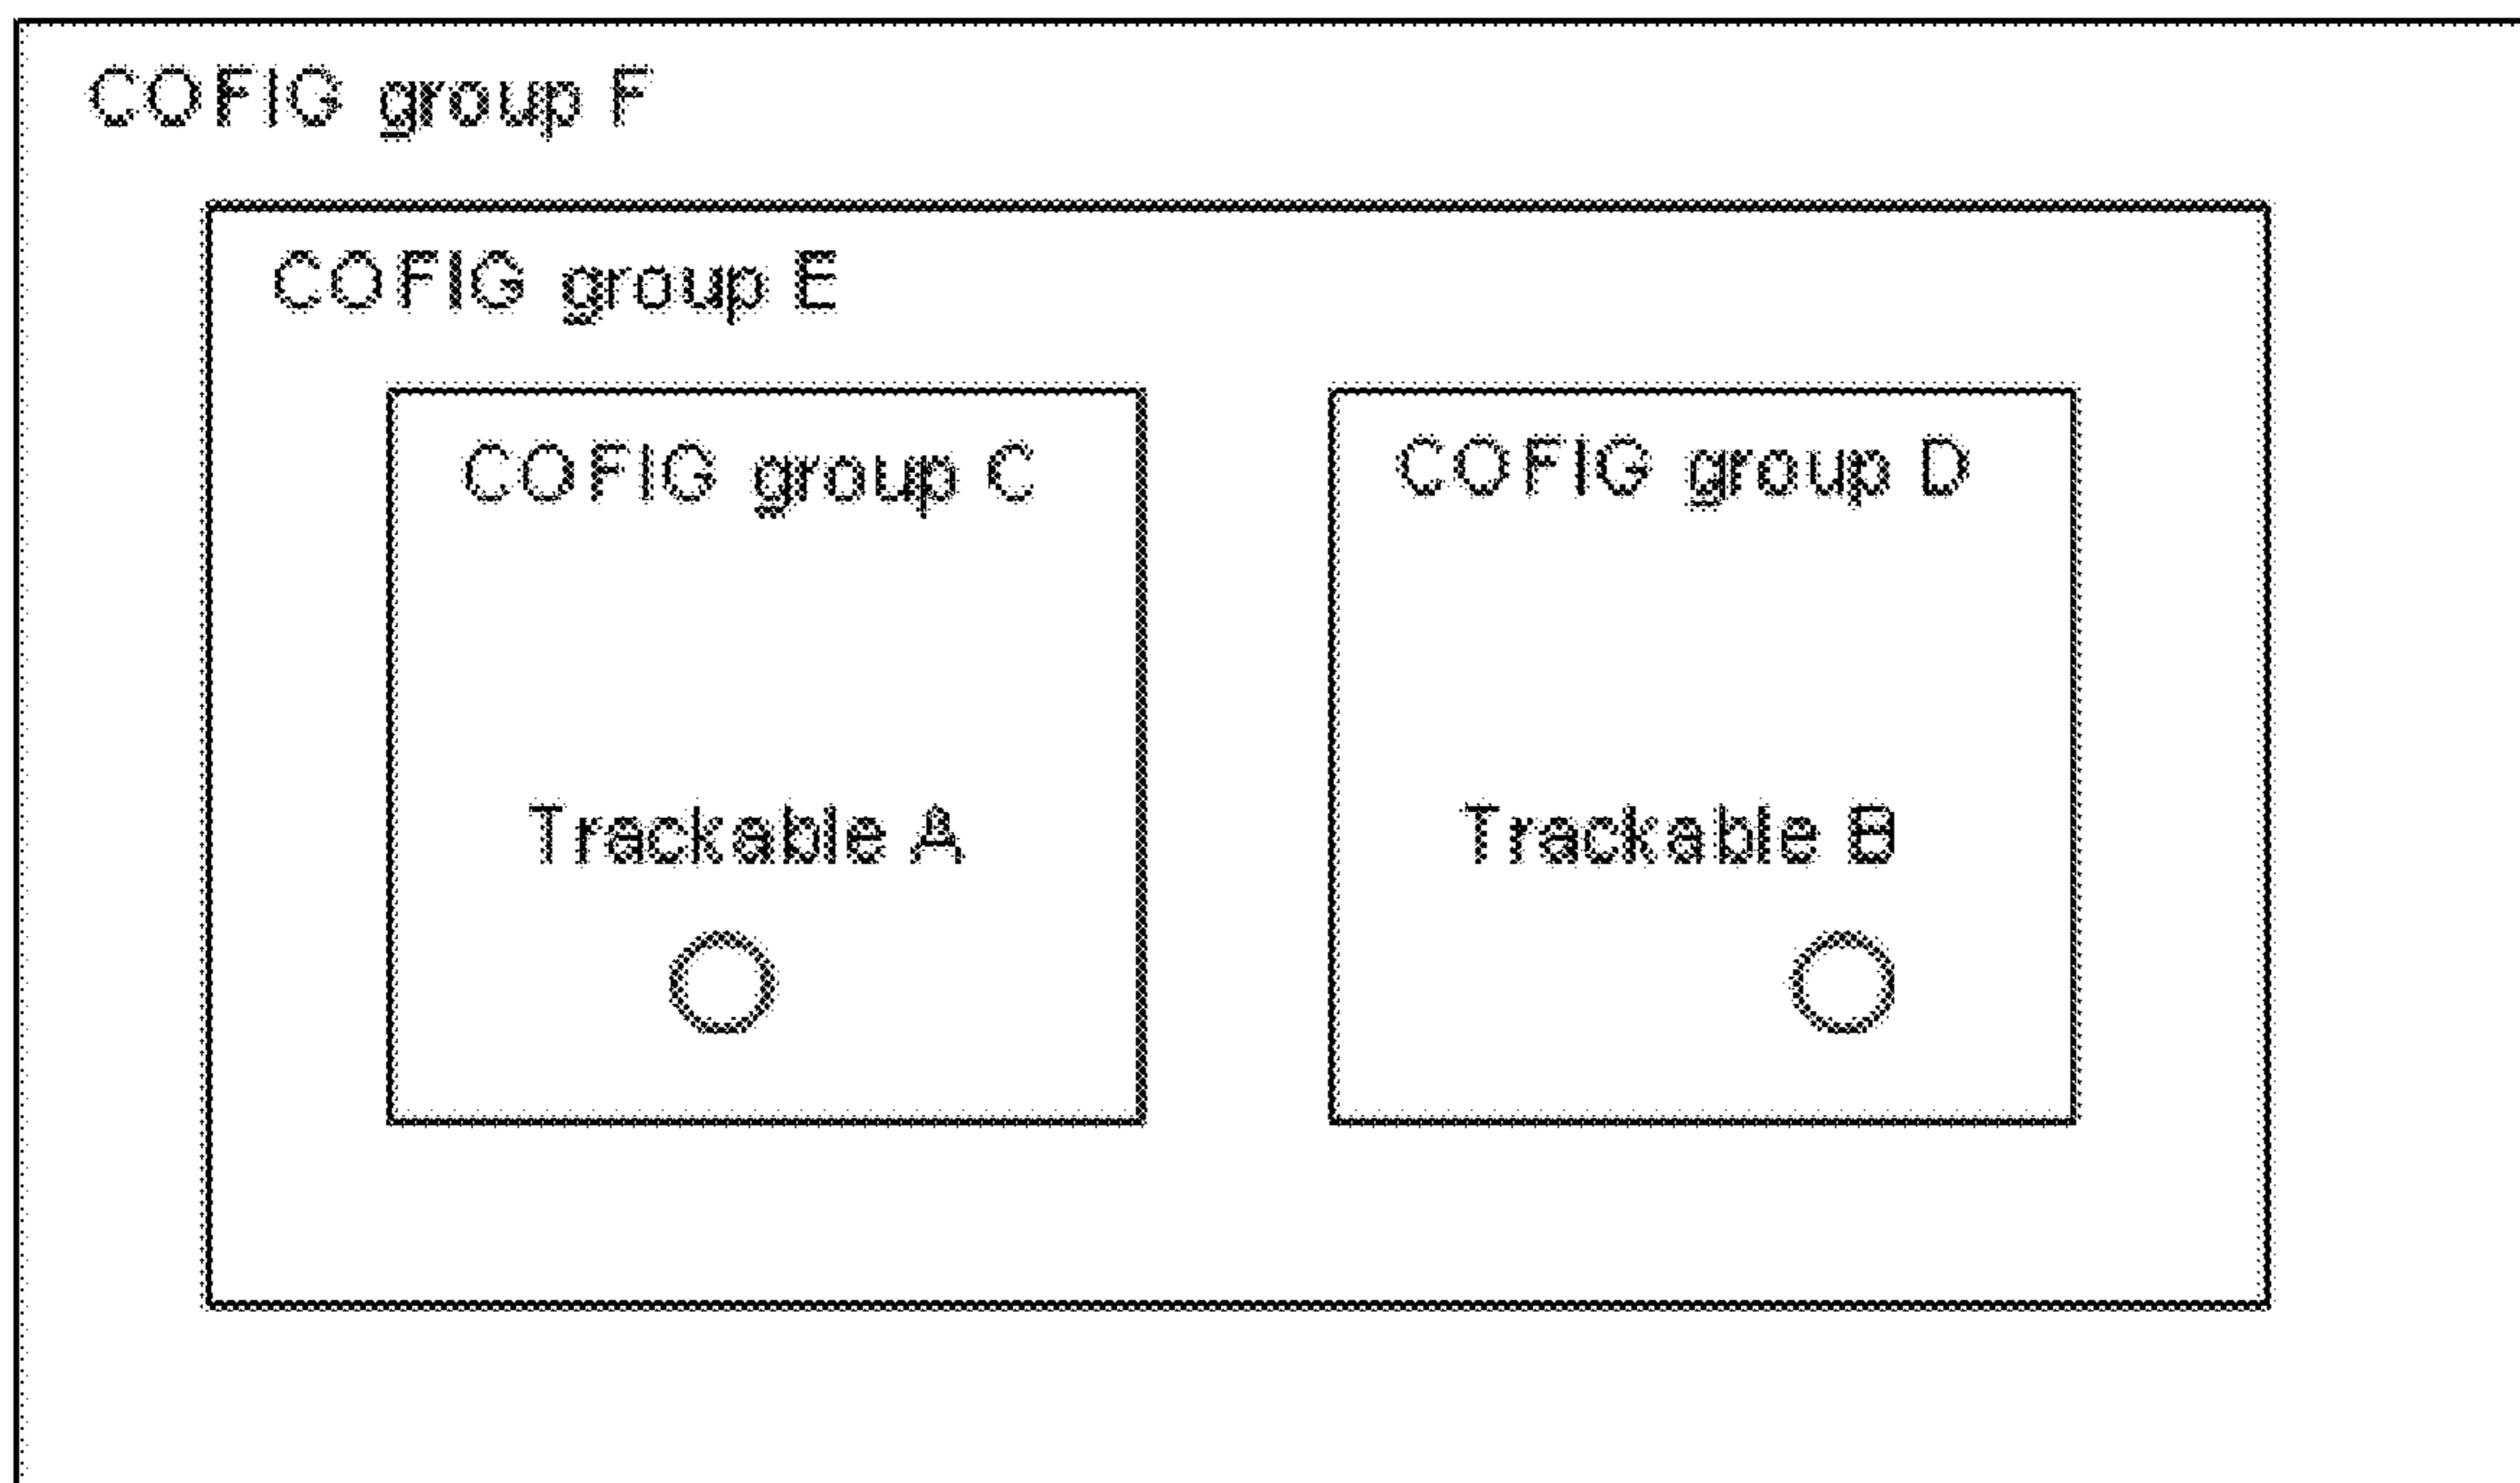 COFIG group F
COFIG group E
COFIG group C
COFIG group D
Trackable A
Trackable B